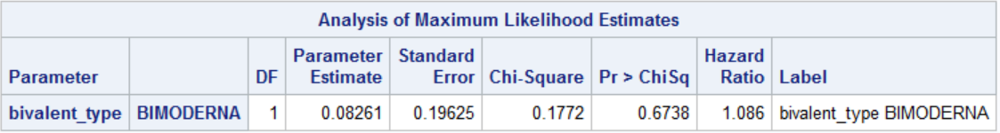 Analysis of Maximum Likelihood Estimates
Parameter DF Parameter Estimate Standard Error Chi-Square Pr > ChiSq Hazard Ratio Label
bivalent_type BIMODERNA 1 0.08261 0.19625 0.1772 0.6738 1.086 bivalent_type BIMODERNA